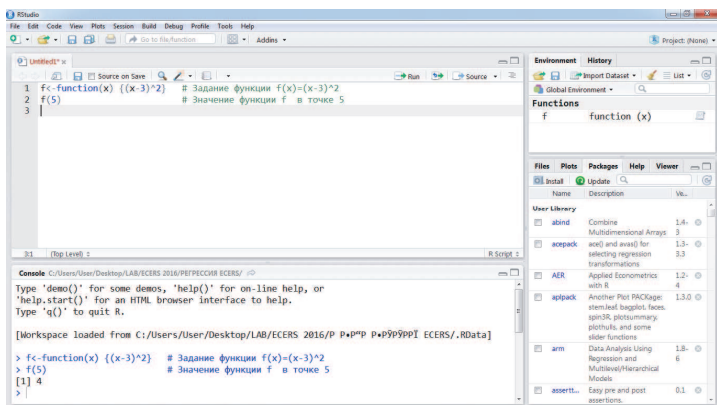 RStudio
File Edit Code View Plots Session Build Debug Profile Tools Help
Go to file/function Addins Project: (None)
Untitled1*
Source on Save Run Source
1 f<-function(x) {(x-3)^2} # Задание функции f(x)=(x-3)^2
2 f(5) # Значение функции f в точке 5
3
3:1 (Top Level) R Script
Console C:/Users/User/Desktop/LAB/ECERS 2016/РЕГРЕССИЯ ECERS/
Type 'demo()' for some demos, 'help()' for on-line help, or
'help.start()' for an HTML browser interface to help.
Type 'q()' to quit R.
[Workspace loaded from C:/Users/User/Desktop/LAB/ECERS 2016/Р ECERS/.RData]
> f<-function(x) {(x-3)^2} # Задание функции f(x)=(x-3)^2
> f(5) # Значение функции f в точке 5
[1] 4
>
Environment History
Import Dataset List
Global Environment
Functions
f function (x)
Files Plots Packages Help Viewer
Install Update
Name Description Ve...
User Library
abind Combine 1.4-
Multidimensional Arrays 3
acepack ace() and avas() for 1.3-
selecting regression 3.3
transformations
AER Applied Econometrics 1.2-
with R 4
aplpack Another Plot PACKage: 1.3.0
stem.leaf, bagplot, faces,
spin3R, plotsummary,
plothulls, and some
slider functions
arm Data Analysis Using 1.8-
Regression and 6
Multilevel/Hierarchical
Models
assertt... Easy pre and post 0.1
assertions.